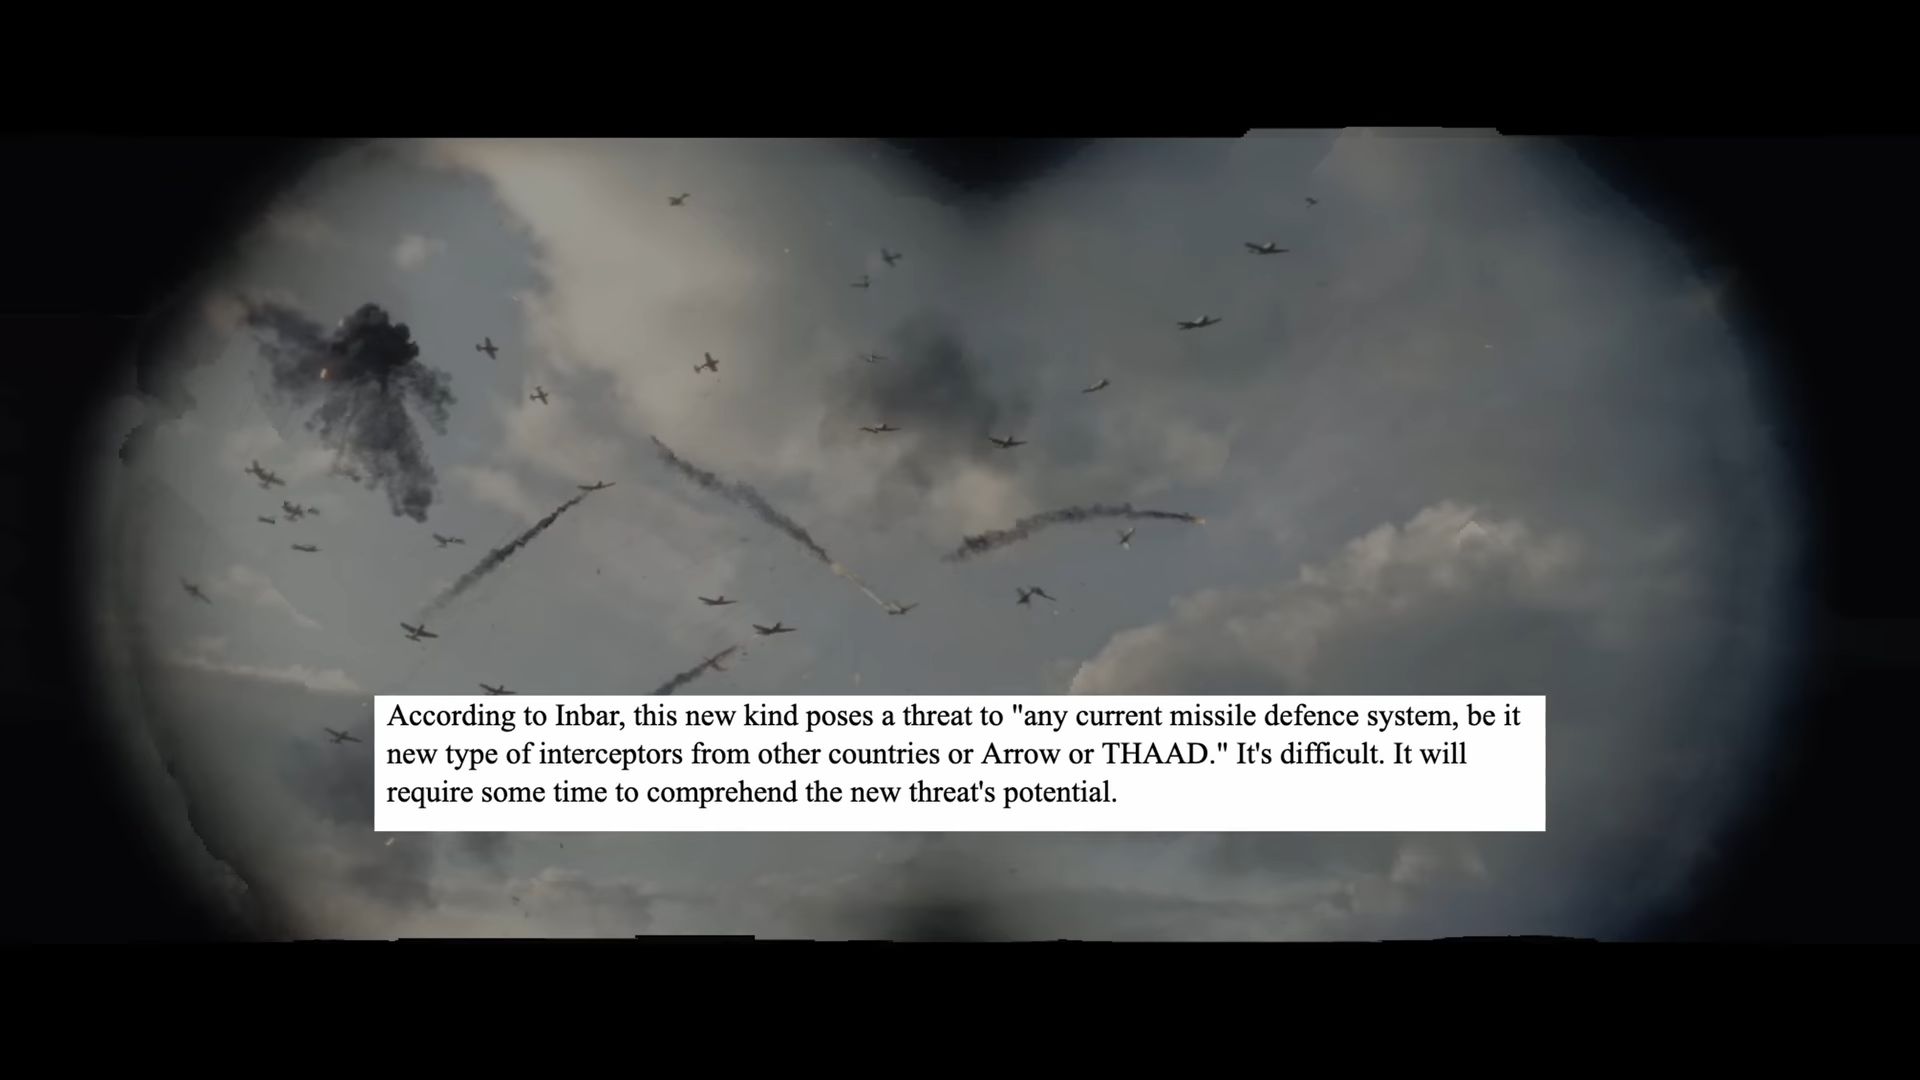 According to Inbar, this new kind poses a threat to "any current missile defence system, be it
new type of interceptors from other countries or Arrow or THAAD." It's difficult. It will
require some time to comprehend the new threat's potential.